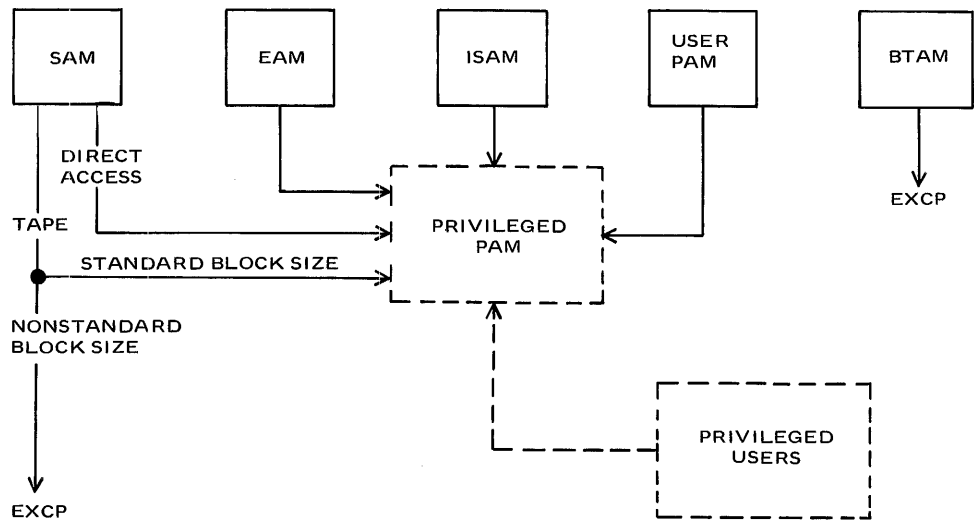 SAM
EAM
ISAM
USER
PAM
BTAM
DIRECT
ACCESS
EXCP
TAPE
PRIVILEGED
PAM
STANDARD BLOCK SIZE
NONSTANDARD
BLOCK SIZE
PRIVILEGED
USERS
EXCP